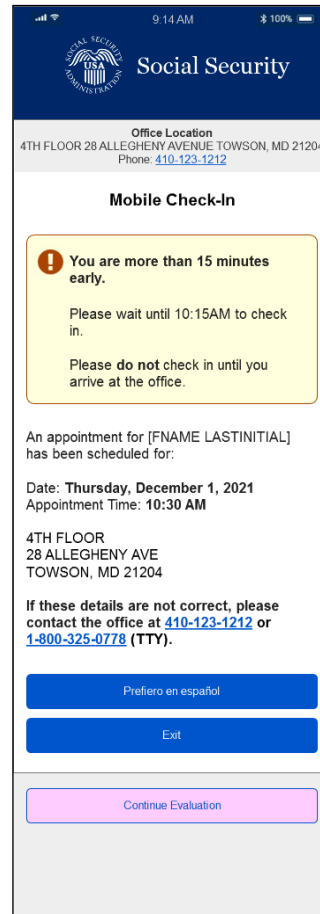 9:14 AM
100%
SOCIAL SECURITY
USA
ADMINISTRATION
Social Security
Office Location
4TH FLOOR 28 ALLEGHENY AVENUE TOWSON, MD 21204
Phone: 410-123-1212
Mobile Check-In
You are more than 15 minutes
early.
Please wait until 10:15AM to check
in.
Please do not check in until you
arrive at the office.
An appointment for [FNAME LASTINITIAL]
has been scheduled for:
Date: Thursday, December 1, 2021
Appointment Time: 10:30 AM
4TH FLOOR
28 ALLEGHENY AVE
TOWSON, MD 21204
If these details are not correct, please
contact the office at 410-123-1212 or
1-800-325-0778 (TTY).
Prefiero en español
Exit
Continue Evaluation